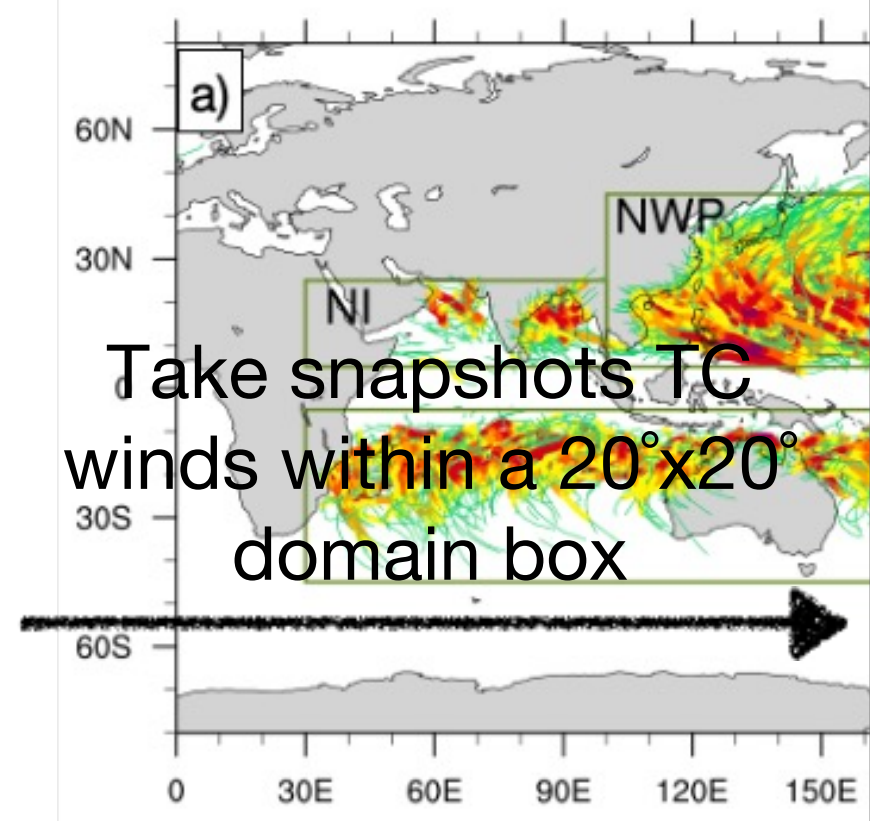 a)
60N
NWP
30N
NI
Take snapshots TC
0
winds within a 20°x20°
30S
domain box
60S
0 30E 60E 90E 120E 150E